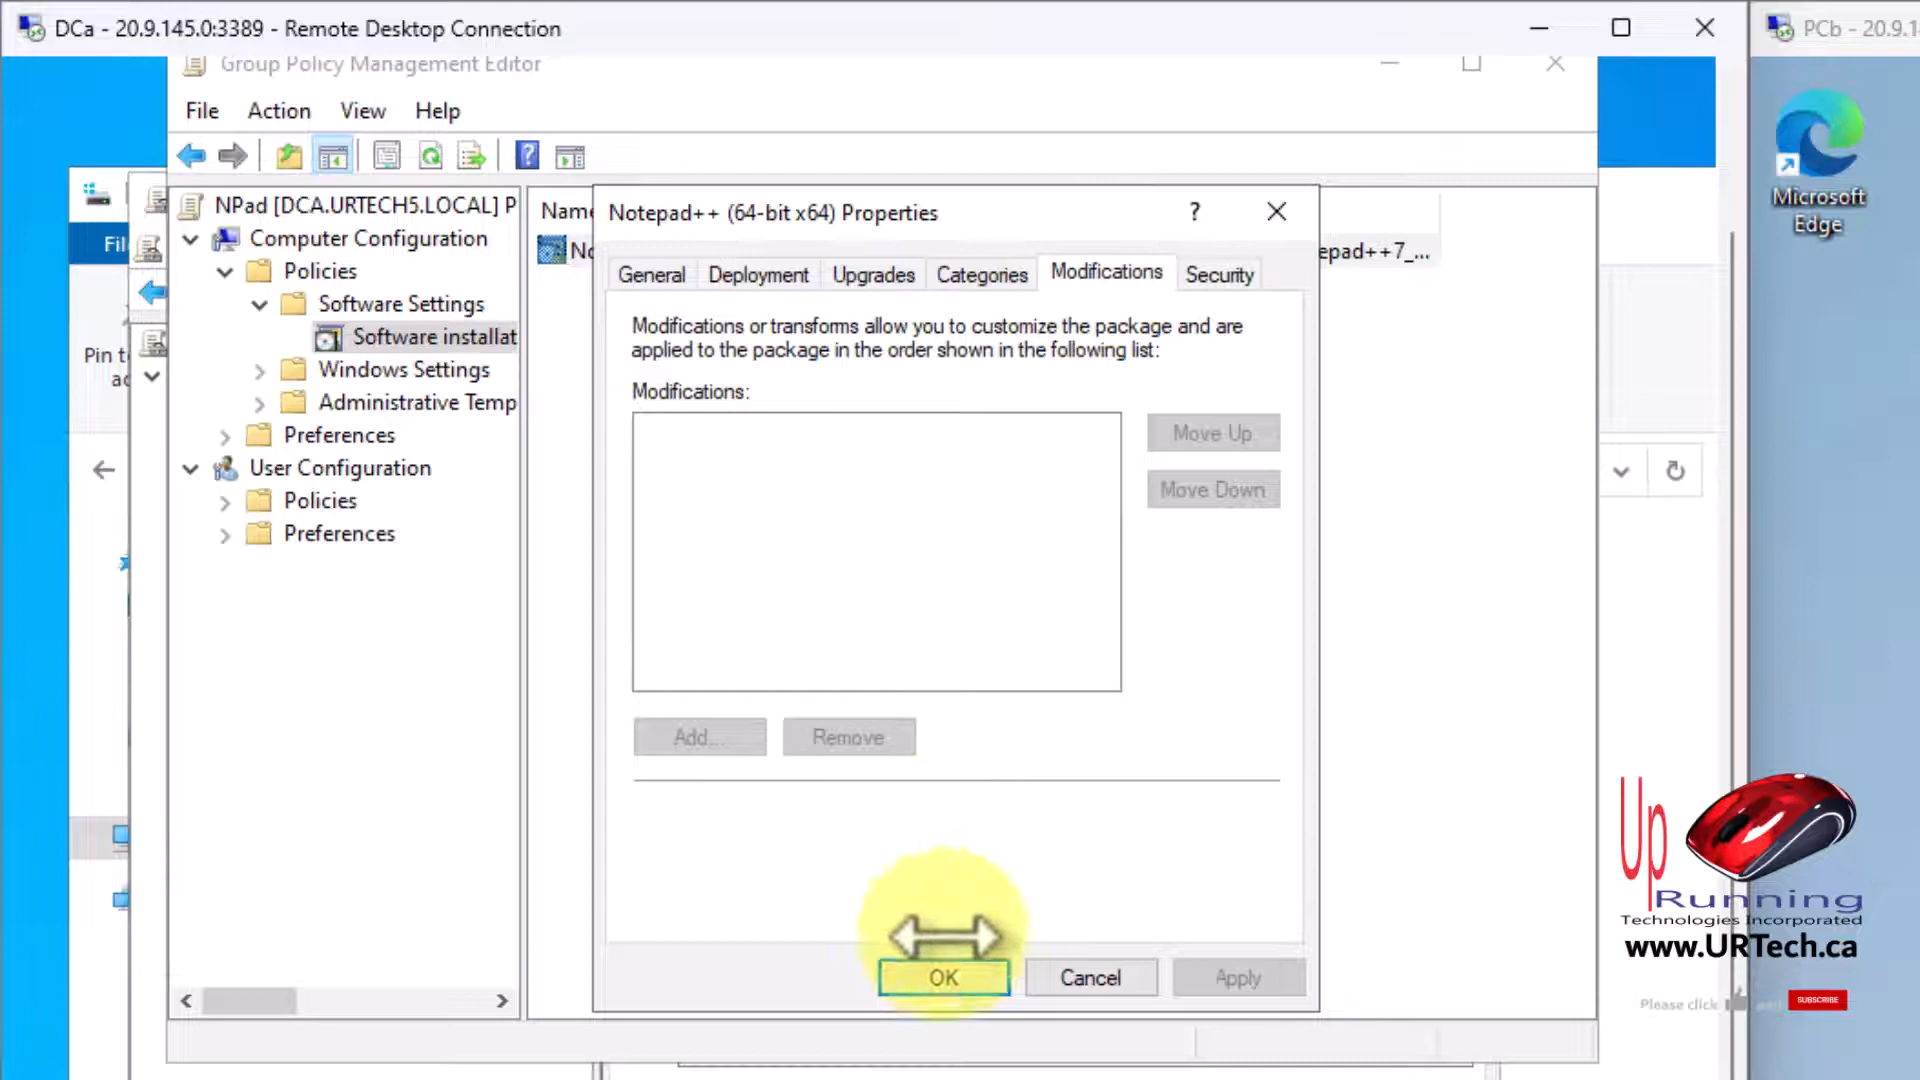 DCa - 20.9.145.0:3389 - Remote Desktop Connection
PCb - 20.9.1
Group Policy Management Editor
File Action View Help
NPad [DCA.URTECH5.LOCAL] P
Computer Configuration
Policies
Software Settings
Software installat
Windows Settings
Administrative Temp
Preferences
User Configuration
Policies
Preferences
Fil
Pin t
ac
Name
No
epad++7_...
Notepad++ (64-bit x64) Properties
?
General Deployment Upgrades Categories Modifications Security
Modifications or transforms allow you to customize the package and are
applied to the package in the order shown in the following list:
Modifications:
Move Up
Move Down
Add...
Remove
OK
Cancel
Apply
Microsoft
Edge
Up
Running
Technologies Incorporated
www.URTech.ca
Please click
SUBSCRIBE